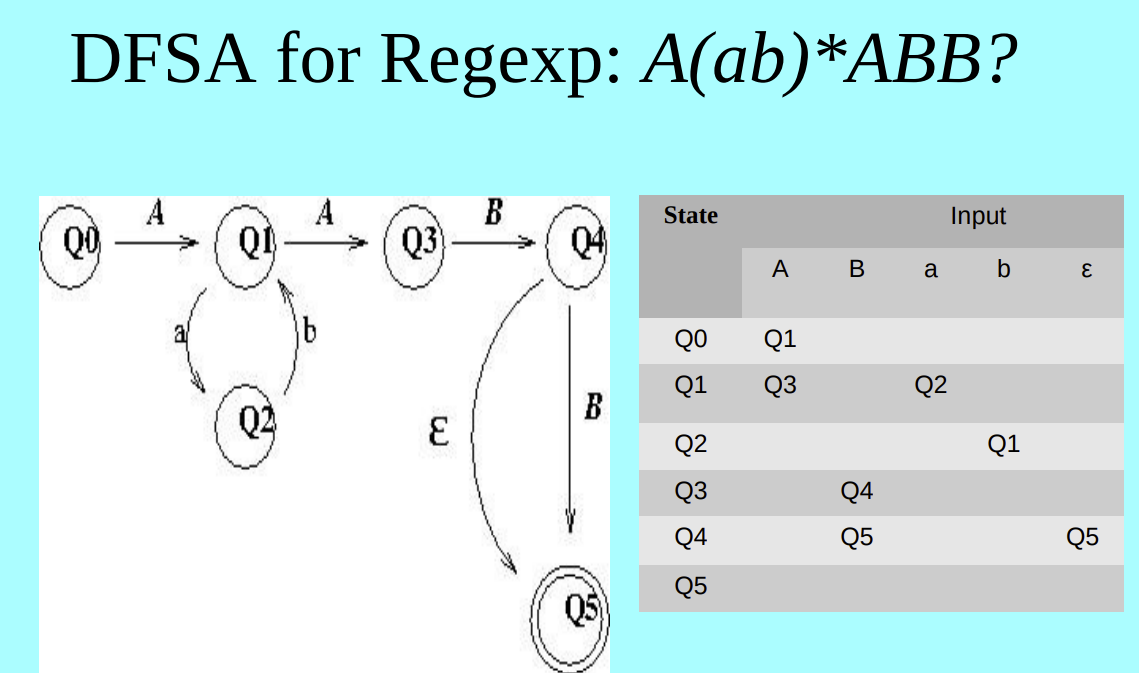 DFSA for Regexp: A(ab)*ABB?
Q0 A Q1 A Q3 B Q4
a b
Q2
ε B
Q5
State Input
A B a b ε
Q0 Q1
Q1 Q3 Q2
Q2 Q1
Q3 Q4
Q4 Q5 Q5
Q5